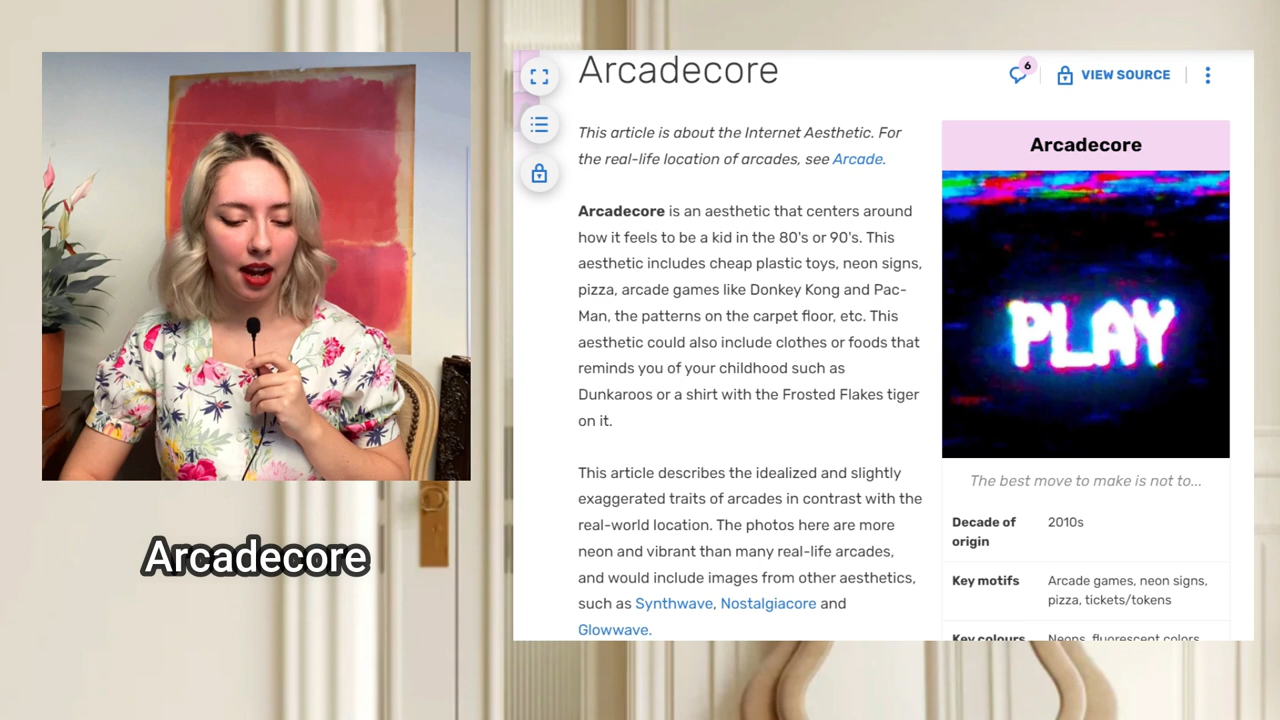 Arcadecore
6
VIEW SOURCE
This article is about the Internet Aesthetic. For
the real-life location of arcades, see Arcade.
Arcadecore is an aesthetic that centers around
how it feels to be a kid in the 80's or 90's. This
aesthetic includes cheap plastic toys, neon signs,
pizza, arcade games like Donkey Kong and Pac-
Man, the patterns on the carpet floor, etc. This
aesthetic could also include clothes or foods that
reminds you of your childhood such as
Dunkaroos or a shirt with the Frosted Flakes tiger
on it.
This article describes the idealized and slightly
exaggerated traits of arcades in contrast with the
real-world location. The photos here are more
neon and vibrant than many real-life arcades,
and would include images from other aesthetics,
such as Synthwave, Nostalgiacore and
Glowwave.
Arcadecore
PLAY
The best move to make is not to...
Decade of
origin
2010s
Key motifs
Arcade games, neon signs,
pizza, tickets/tokens
Key colours
Neons, fluorescent colors
Arcadecore